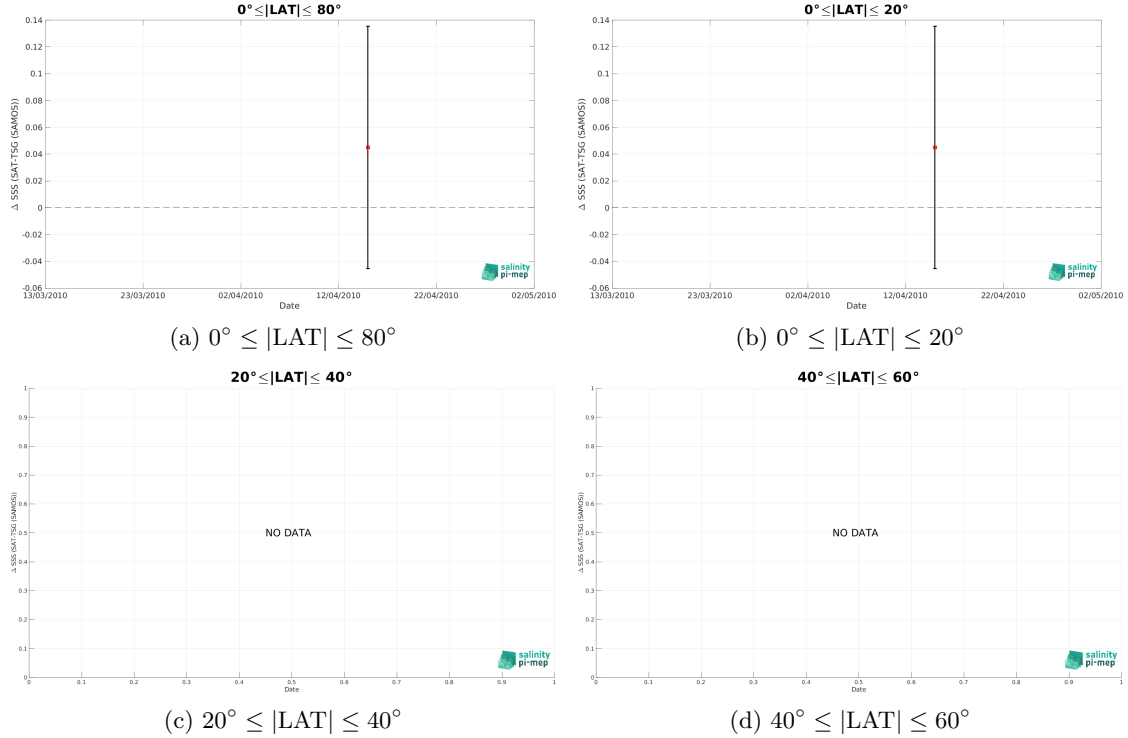 0°≤|LAT|≤ 80°
0.14
0.12
0.1
0.08
0.06
0.04
0.02
0
-0.02
-0.04
-0.06
Δ SSS (SAT-TSG (SAMOS))
13/03/2010 23/03/2010 02/04/2010 12/04/2010 22/04/2010 02/05/2010
Date
salinity
pi-mep
(a) 0° ≤ |LAT| ≤ 80°
0°≤|LAT|≤ 20°
0.14
0.12
0.1
0.08
0.06
0.04
0.02
0
-0.02
-0.04
-0.06
Δ SSS (SAT-TSG (SAMOS))
13/03/2010 23/03/2010 02/04/2010 12/04/2010 22/04/2010 02/05/2010
Date
salinity
pi-mep
(b) 0° ≤ |LAT| ≤ 20°
20°≤|LAT|≤ 40°
1
0.9
0.8
0.7
0.6
0.5
0.4
0.3
0.2
0.1
0
Δ SSS (SAT-TSG (SAMOS))
NO DATA
0 0.1 0.2 0.3 0.4 0.5 0.6 0.7 0.8 0.9 1
Date
salinity
pi-mep
(c) 20° ≤ |LAT| ≤ 40°
40°≤|LAT|≤ 60°
1
0.9
0.8
0.7
0.6
0.5
0.4
0.3
0.2
0.1
0
Δ SSS (SAT-TSG (SAMOS))
NO DATA
0 0.1 0.2 0.3 0.4 0.5 0.6 0.7 0.8 0.9 1
Date
salinity
pi-mep
(d) 40° ≤ |LAT| ≤ 60°